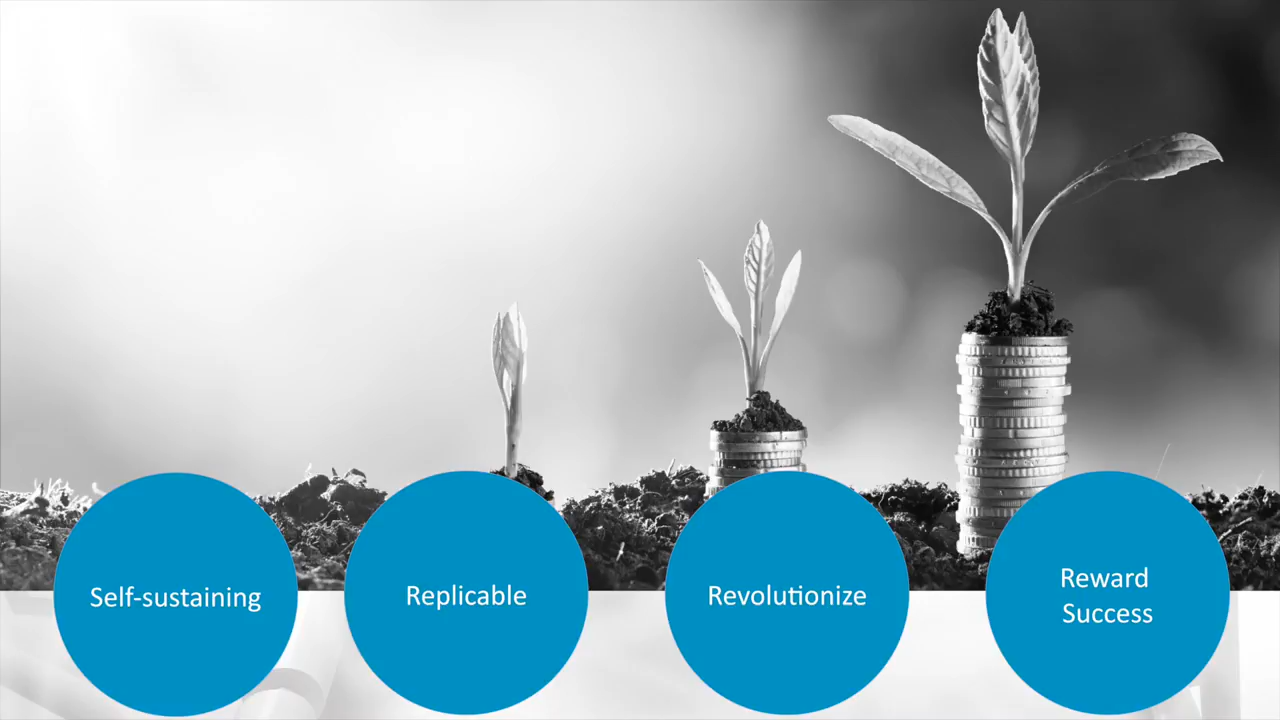 Self-sustaining
Replicable
Revolutionize
Reward
Success